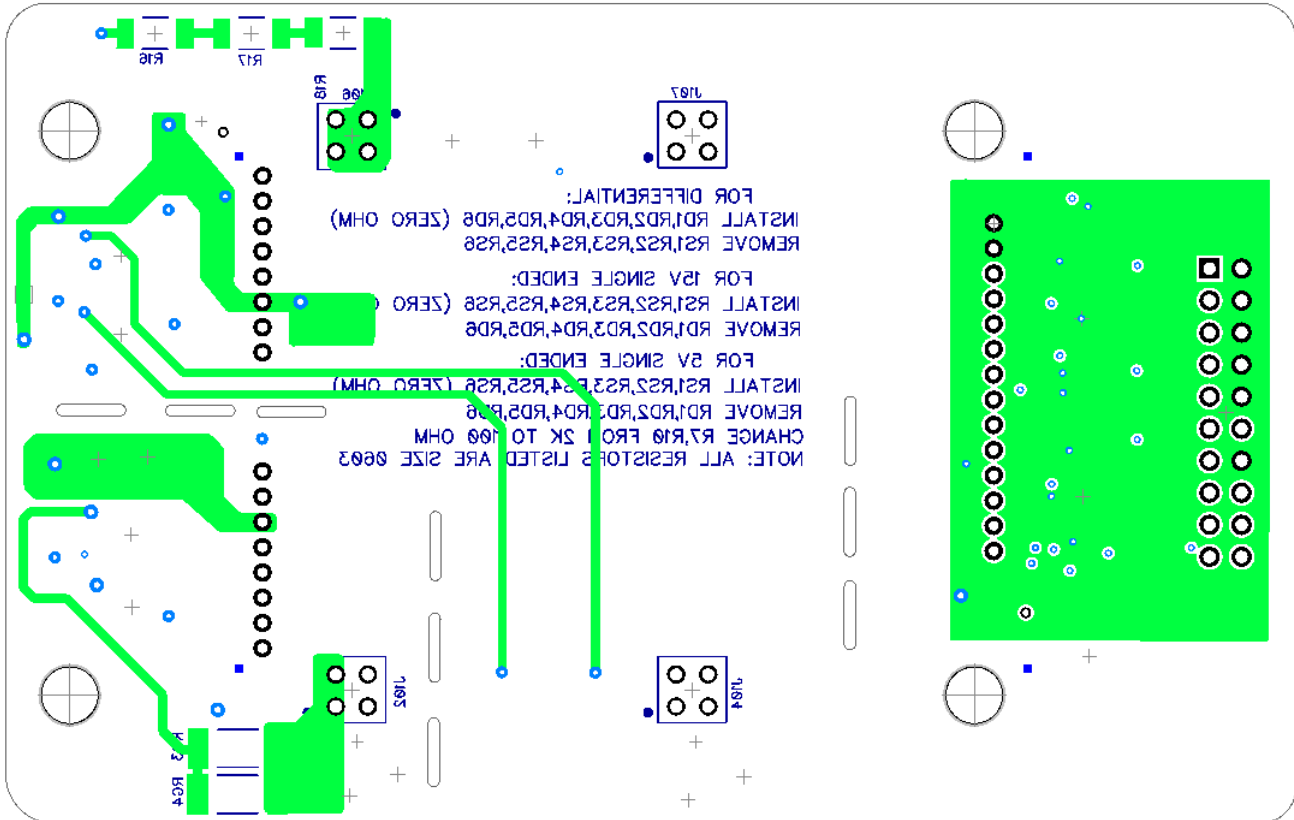 R16
R17
R18
J06
J107
FOR DIFFERENTIAL:
INSTALL RD1,RD2,RD3,RD4,RD5,RD6 (ZERO OHM)
REMOVE RS1,RS2,RS3,RS4,RS5,RS6
FOR 15V SINGLE ENDED:
INSTALL RS1,RS2,RS3,RS4,RS5,RS6 (ZERO
REMOVE RD1,RD2,RD3,RD4,RD5,RD6
FOR 5V SINGLE ENDED:
INSTALL RS1,RS2,RS3,RS4,RS5,RS6 (ZERO OHM)
REMOVE RD1,RD2,RD3,RD4,RD5,RD6
CHANGE R7,R10 FROM 2K TO 100 OHM
NOTE: ALL RESISTORS LISTED ARE SIZE 0603
J102
J104
RG4